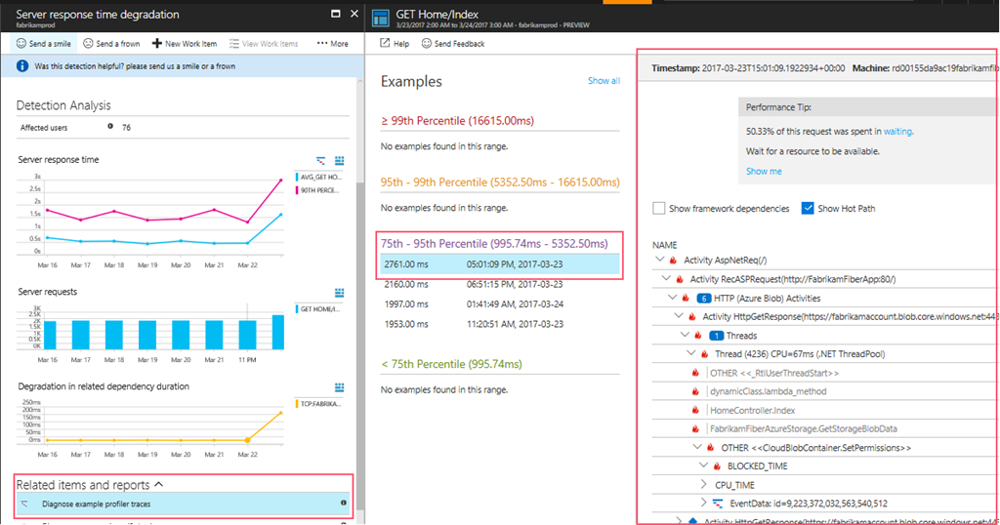 Server response time degradation
fabrikamprod
Send a smile
Send a frown
New Work Item
View Work Items
More
Was this detection helpful? please send us a smile or a frown
Detection Analysis
Affected users
76
Server response time
3s
2.5s
2s
1.5s
1s
0.5s
0s
AVG_GET HO...
90TH PERCE...
Mar 16 Mar 17 Mar 18 Mar 19 Mar 20 Mar 21 Mar 22
Server requests
3K
2.5K
2K
1.5K
1K
0.5K
0K
GET HOME/I...
Mar 16 Mar 17 Mar 18 Mar 19 Mar 20 Mar 21 11 PM
Degradation in related dependency duration
250ms
200ms
150ms
100ms
50ms
0ms
TCP:FABRIKA...
Mar 16 Mar 17 Mar 18 Mar 19 Mar 20 Mar 21 Mar 22
Related items and reports
Diagnose example profiler traces
GET Home/Index
3/23/2017 2:00 AM to 3/24/2017 3:00 AM - fabrikamprod - PREVIEW
Help
Send Feedback
Examples
Show all
≥ 99th Percentile (16615.00ms)
No examples found in this range.
95th - 99th Percentile (5352.50ms - 16615.00ms)
No examples found in this range.
75th - 95th Percentile (995.74ms - 5352.50ms)
2761.00 ms 05:01:09 PM, 2017-03-23
2160.00 ms 06:51:15 PM, 2017-03-23
1997.00 ms 01:41:49 AM, 2017-03-24
1953.00 ms 11:20:51 AM, 2017-03-23
< 75th Percentile (995.74ms)
No examples found in this range.
Timestamp: 2017-03-23T15:01:09.1922934+00:00 Machine: rd00155da9ac19fabrikamfib
Performance Tip:
50.33% of this request was spent in waiting.
Wait for a resource to be available.
Show me
Show framework dependencies
Show Hot Path
NAME
Activity AspNetReq(/)
Activity RecASPRequest(http://FabrikamFiberApp:80/)
6 HTTP (Azure Blob) Activities
Activity HttpGetResponse(https://fabrikamaccount.blob.core.windows.net:443
1 Threads
Thread (4236) CPU=67ms (.NET ThreadPool)
OTHER <<_RtlUserThreadStart>>
dynamicClass.lambda_method
HomeController.Index
FabrikamFiberAzureStorage.GetStorageBlobData
OTHER <<CloudBlobContainer.SetPermissions>>
BLOCKED_TIME
CPU_TIME
EventData: id=9,223,372,032,563,540,512
Activity HttpGetResponse(https://fabrikamaccount.blob.core.windows.net:44